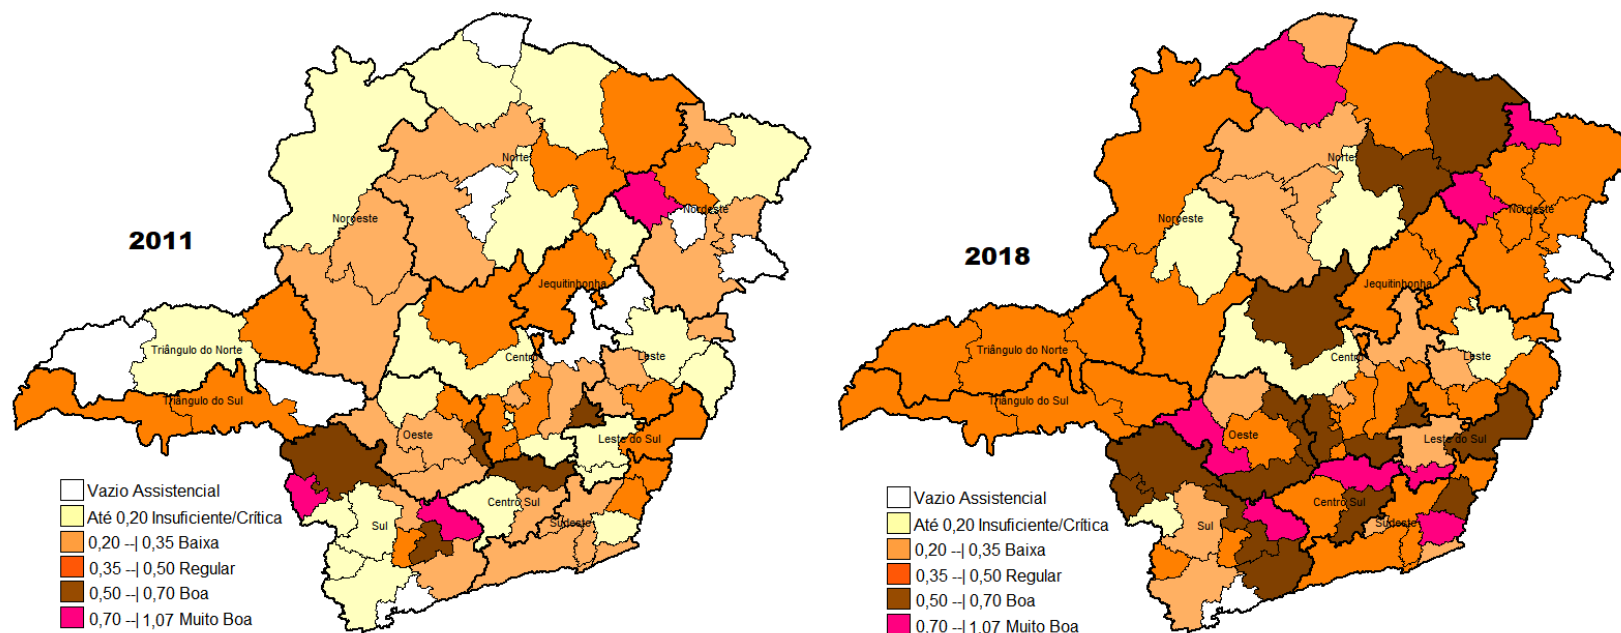 2011
Norte
Noroeste
Nordeste
Jequitinhonha
Triângulo do Norte
Centro
Leste
Triângulo do Sul
Oeste
Leste do Sul
Centro Sul
Sul
Sudeste
Vazio Assistencial
Até 0,20 Insuficiente/Crítica
0,20 --| 0,35 Baixa
0,35 --| 0,50 Regular
0,50 --| 0,70 Boa
0,70 --| 1,07 Muito Boa
2018
Norte
Noroeste
Nordeste
Jequitinhonha
Triângulo do Norte
Centro
Leste
Triângulo do Sul
Oeste
Leste do Sul
Centro Sul
Sul
Sudeste
Vazio Assistencial
Até 0,20 Insuficiente/Crítica
0,20 --| 0,35 Baixa
0,35 --| 0,50 Regular
0,50 --| 0,70 Boa
0,70 --| 1,07 Muito Boa